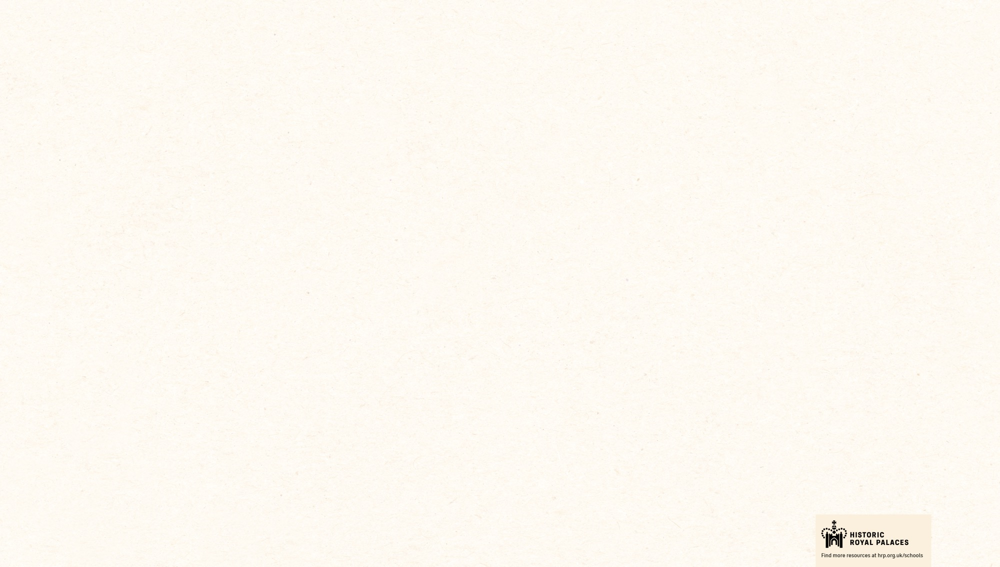 HISTORIC
ROYAL PALACES
Find more resources at hrp.org.uk/schools